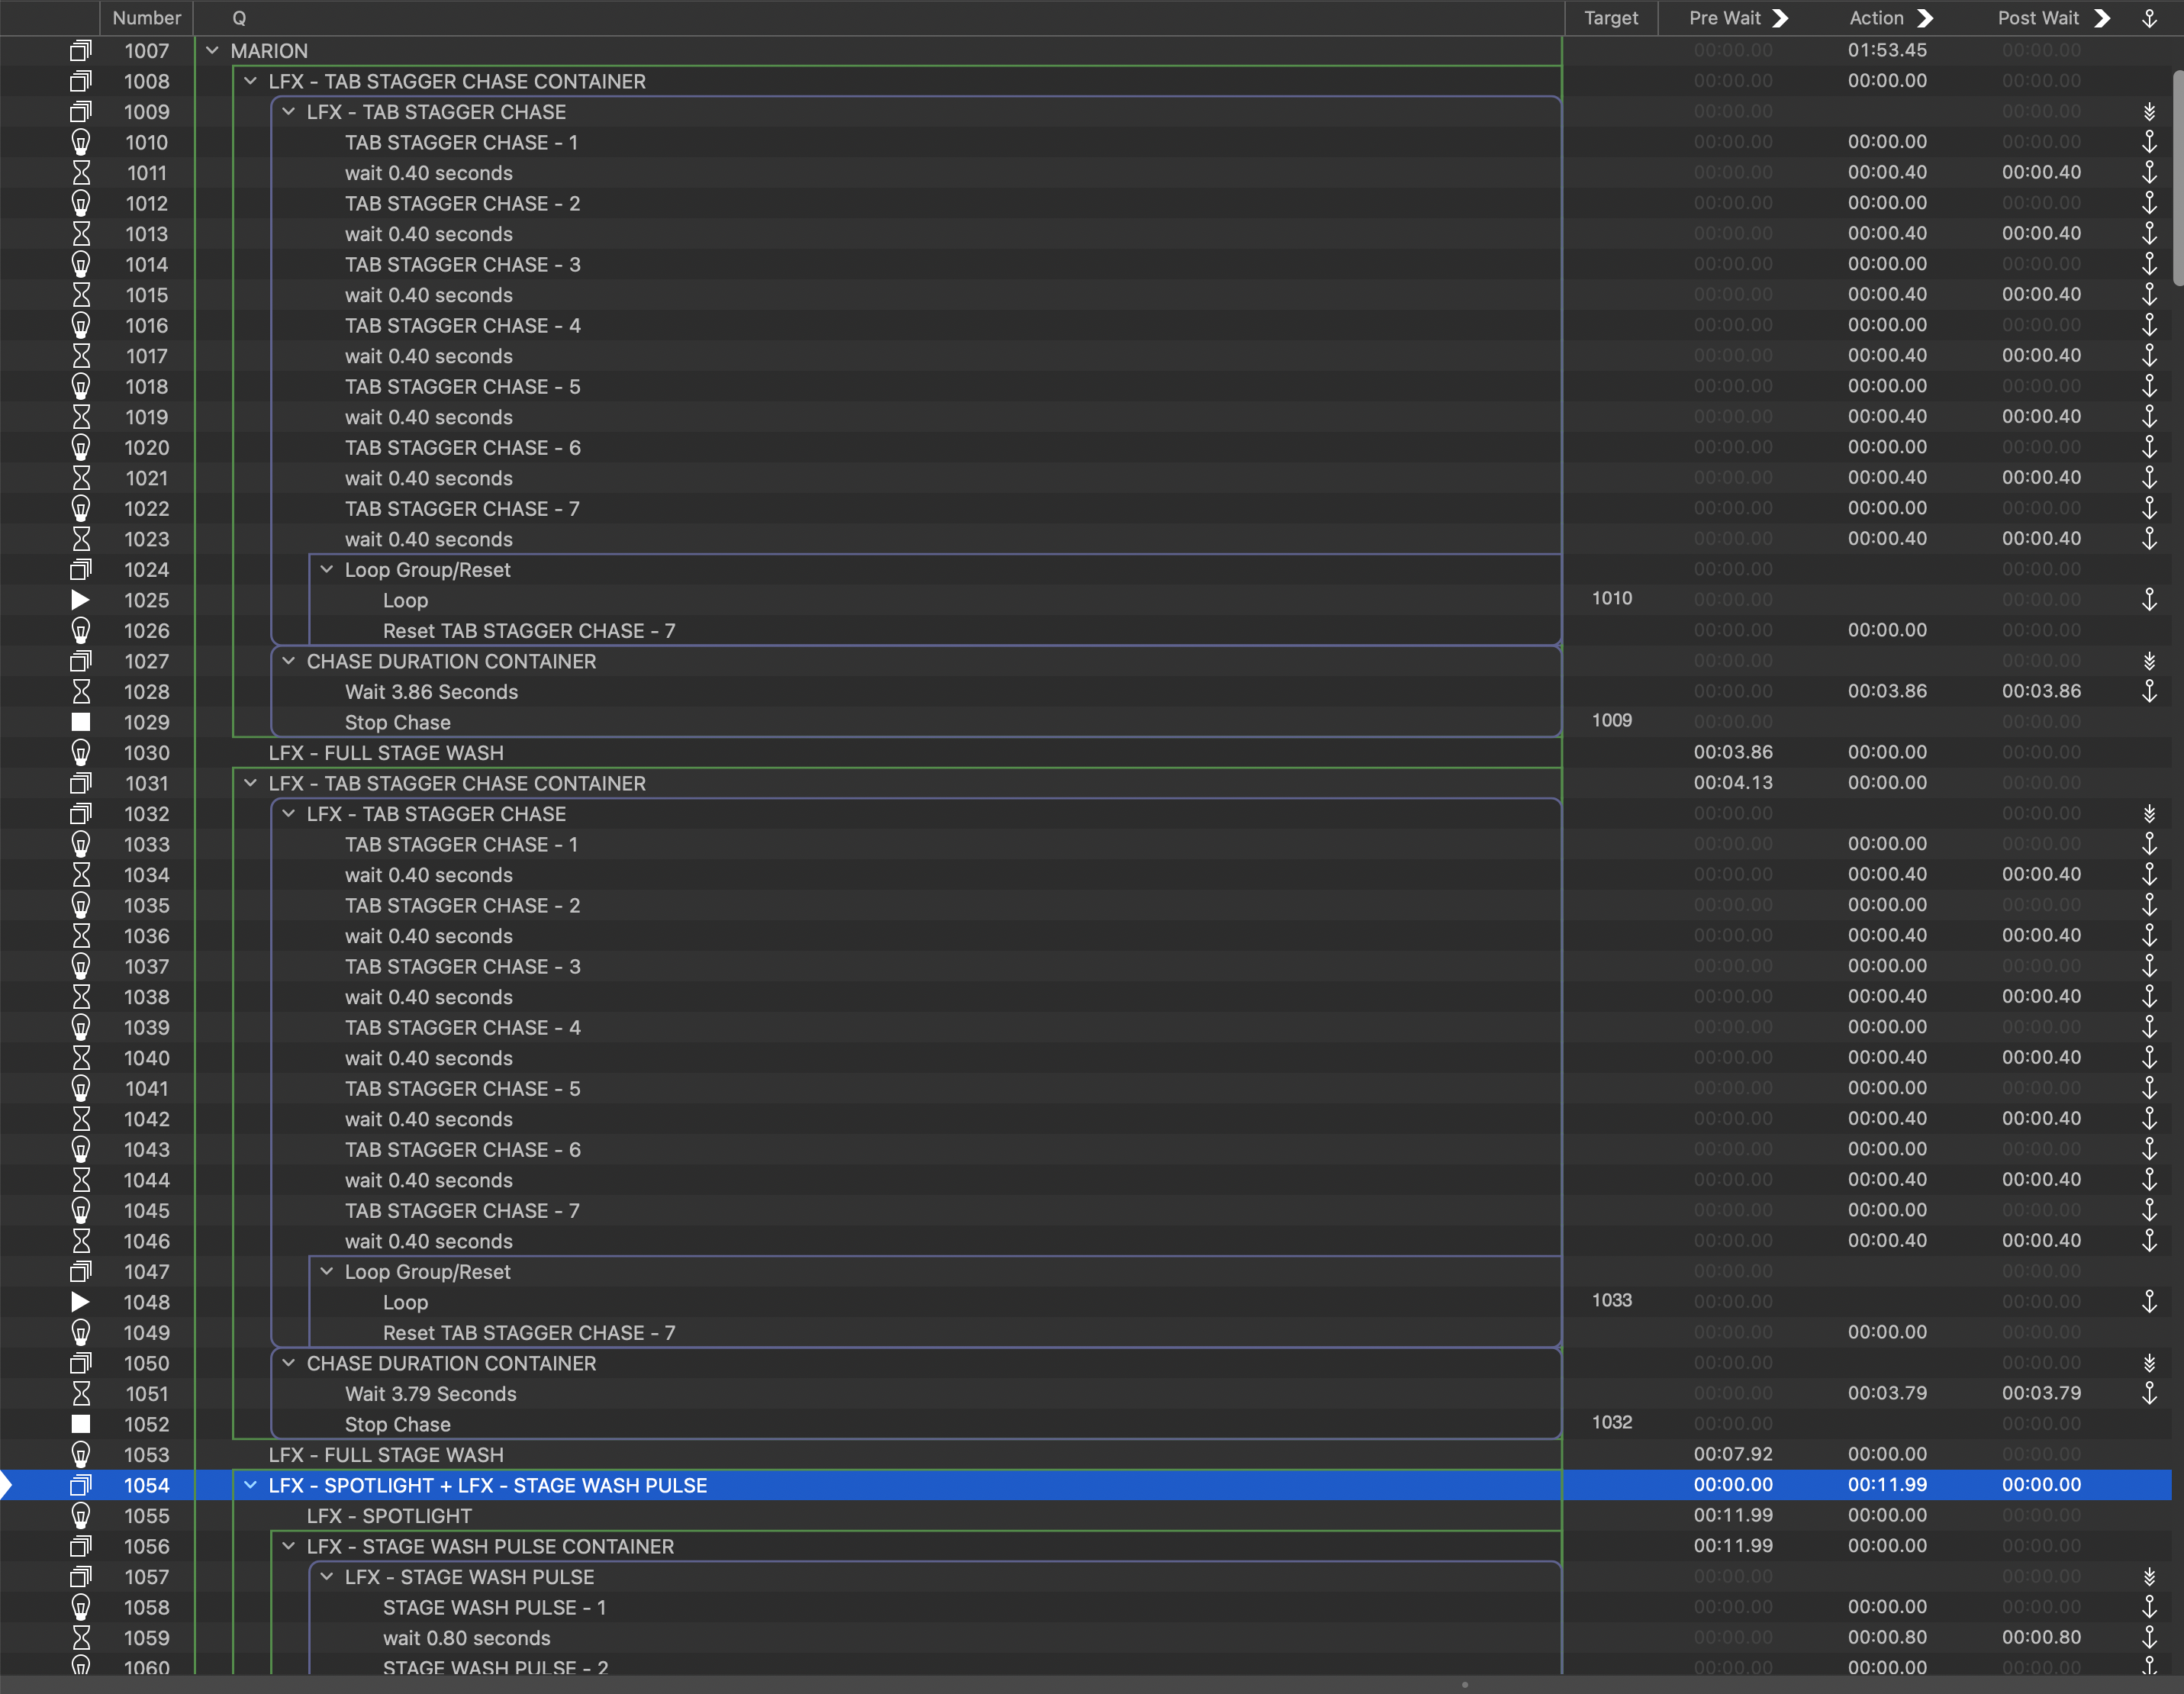 Number Q Target Pre Wait Action Post Wait
1007 MARION 00:00.00 01:53.45 00:00.00
1008 LFX - TAB STAGGER CHASE CONTAINER 00:00.00 00:00.00 00:00.00
1009 LFX - TAB STAGGER CHASE 00:00.00 00:00.00
1010 TAB STAGGER CHASE - 1 00:00.00 00:00.00 00:00.00
1011 wait 0.40 seconds 00:00.00 00:00.40 00:00.40
1012 TAB STAGGER CHASE - 2 00:00.00 00:00.00 00:00.00
1013 wait 0.40 seconds 00:00.00 00:00.40 00:00.40
1014 TAB STAGGER CHASE - 3 00:00.00 00:00.00 00:00.00
1015 wait 0.40 seconds 00:00.00 00:00.40 00:00.40
1016 TAB STAGGER CHASE - 4 00:00.00 00:00.00 00:00.00
1017 wait 0.40 seconds 00:00.00 00:00.40 00:00.40
1018 TAB STAGGER CHASE - 5 00:00.00 00:00.00 00:00.00
1019 wait 0.40 seconds 00:00.00 00:00.40 00:00.40
1020 TAB STAGGER CHASE - 6 00:00.00 00:00.00 00:00.00
1021 wait 0.40 seconds 00:00.00 00:00.40 00:00.40
1022 TAB STAGGER CHASE - 7 00:00.00 00:00.00 00:00.00
1023 wait 0.40 seconds 00:00.00 00:00.40 00:00.40
1024 Loop Group/Reset 00:00.00 00:00.00
1025 Loop 1010 00:00.00 00:00.00
1026 Reset TAB STAGGER CHASE - 7 00:00.00 00:00.00 00:00.00
1027 CHASE DURATION CONTAINER 00:00.00 00:00.00
1028 Wait 3.86 Seconds 00:00.00 00:03.86 00:03.86
1029 Stop Chase 1009 00:00.00 00:00.00
1030 LFX - FULL STAGE WASH 00:03.86 00:00.00 00:00.00
1031 LFX - TAB STAGGER CHASE CONTAINER 00:04.13 00:00.00 00:00.00
1032 LFX - TAB STAGGER CHASE 00:00.00 00:00.00
1033 TAB STAGGER CHASE - 1 00:00.00 00:00.00 00:00.00
1034 wait 0.40 seconds 00:00.00 00:00.40 00:00.40
1035 TAB STAGGER CHASE - 2 00:00.00 00:00.00 00:00.00
1036 wait 0.40 seconds 00:00.00 00:00.40 00:00.40
1037 TAB STAGGER CHASE - 3 00:00.00 00:00.00 00:00.00
1038 wait 0.40 seconds 00:00.00 00:00.40 00:00.40
1039 TAB STAGGER CHASE - 4 00:00.00 00:00.00 00:00.00
1040 wait 0.40 seconds 00:00.00 00:00.40 00:00.40
1041 TAB STAGGER CHASE - 5 00:00.00 00:00.00 00:00.00
1042 wait 0.40 seconds 00:00.00 00:00.40 00:00.40
1043 TAB STAGGER CHASE - 6 00:00.00 00:00.00 00:00.00
1044 wait 0.40 seconds 00:00.00 00:00.40 00:00.40
1045 TAB STAGGER CHASE - 7 00:00.00 00:00.00 00:00.00
1046 wait 0.40 seconds 00:00.00 00:00.40 00:00.40
1047 Loop Group/Reset 00:00.00 00:00.00
1048 Loop 1033 00:00.00 00:00.00
1049 Reset TAB STAGGER CHASE - 7 00:00.00 00:00.00 00:00.00
1050 CHASE DURATION CONTAINER 00:00.00 00:00.00
1051 Wait 3.79 Seconds 00:00.00 00:03.79 00:03.79
1052 Stop Chase 1032 00:00.00 00:00.00
1053 LFX - FULL STAGE WASH 00:07.92 00:00.00 00:00.00
1054 LFX - SPOTLIGHT + LFX - STAGE WASH PULSE 00:00.00 00:11.99 00:00.00
1055 LFX - SPOTLIGHT 00:11.99 00:00.00 00:00.00
1056 LFX - STAGE WASH PULSE CONTAINER 00:11.99 00:00.00 00:00.00
1057 LFX - STAGE WASH PULSE 00:00.00 00:00.00
1058 STAGE WASH PULSE - 1 00:00.00 00:00.00 00:00.00
1059 wait 0.80 seconds 00:00.00 00:00.80 00:00.80
1060 STAGE WASH PULSE - 2 00:00.00 00:00.00 00:00.00